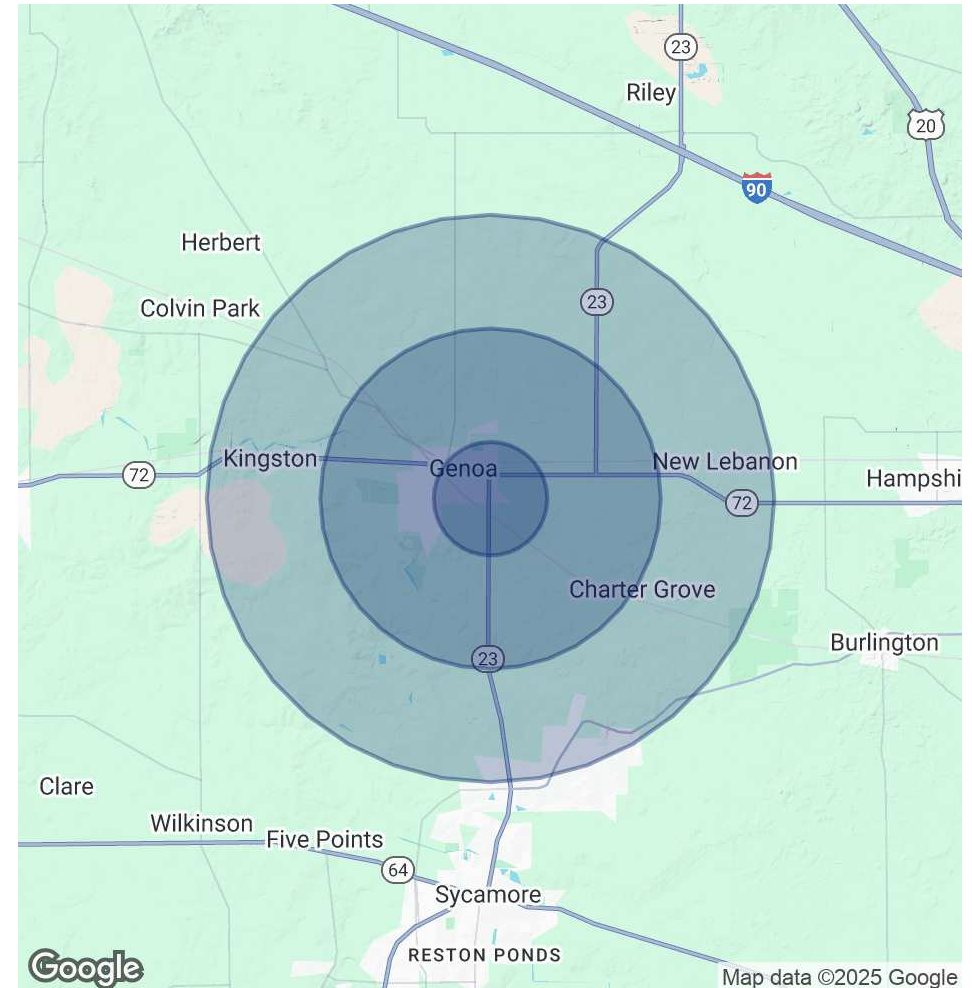 23
Riley
20
90
Herbert
Colvin Park
23
Kingston
Genoa
New Lebanon
72
Hampshi
72
Charter Grove
Burlington
23
Clare
Wilkinson
Five Points
64
Sycamore
RESTON PONDS
Google
Map data ©2025 Google